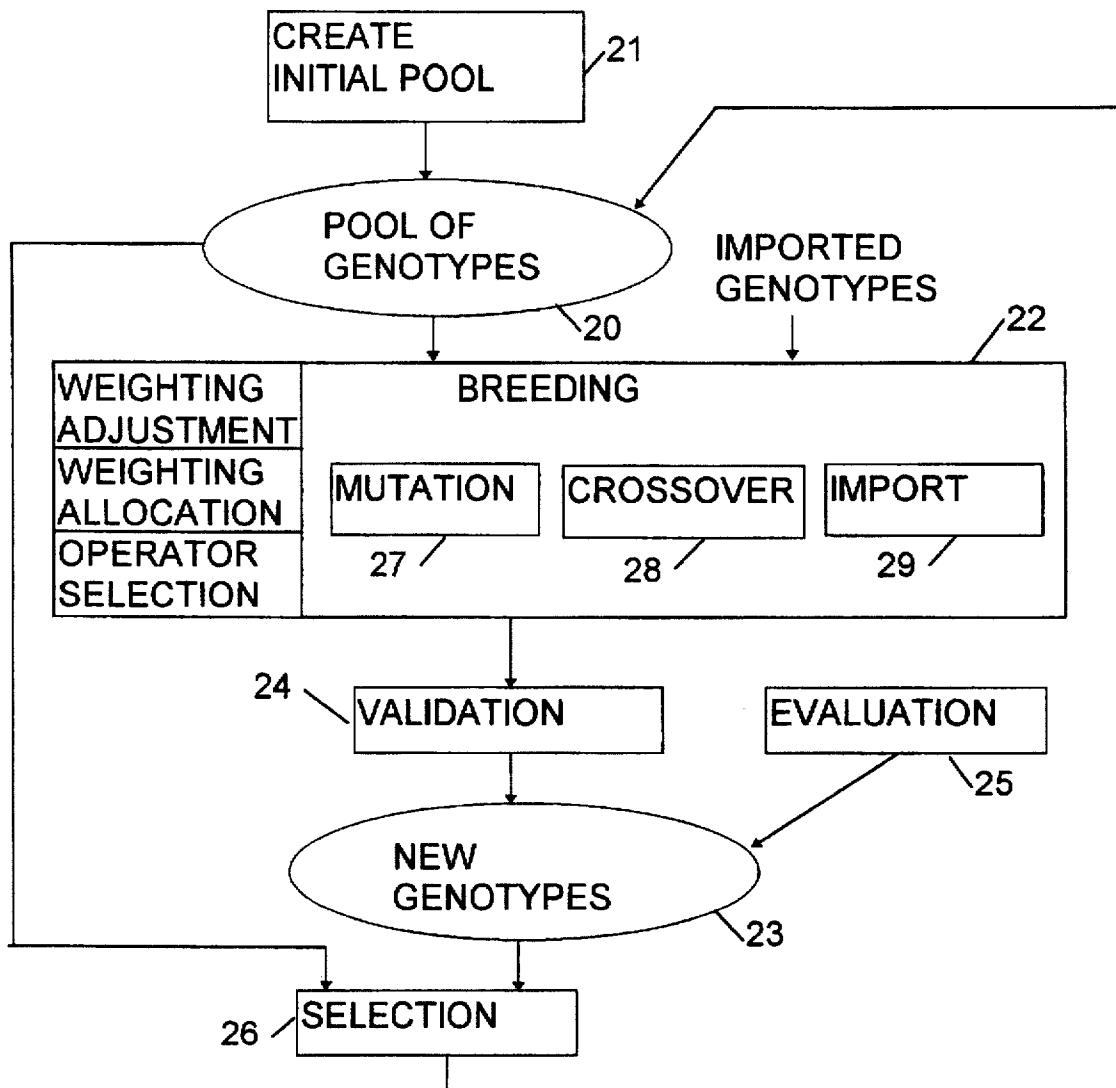 CREATE
INITIAL POOL
21
POOL OF
GENOTYPES
20
IMPORTED
GENOTYPES
22
WEIGHTING
ADJUSTMENT
WEIGHTING
ALLOCATION
OPERATOR
SELECTION
BREEDING
MUTATION
CROSSOVER
IMPORT
27
28
29
24
VALIDATION
EVALUATION
25
NEW
GENOTYPES
23
SELECTION
26